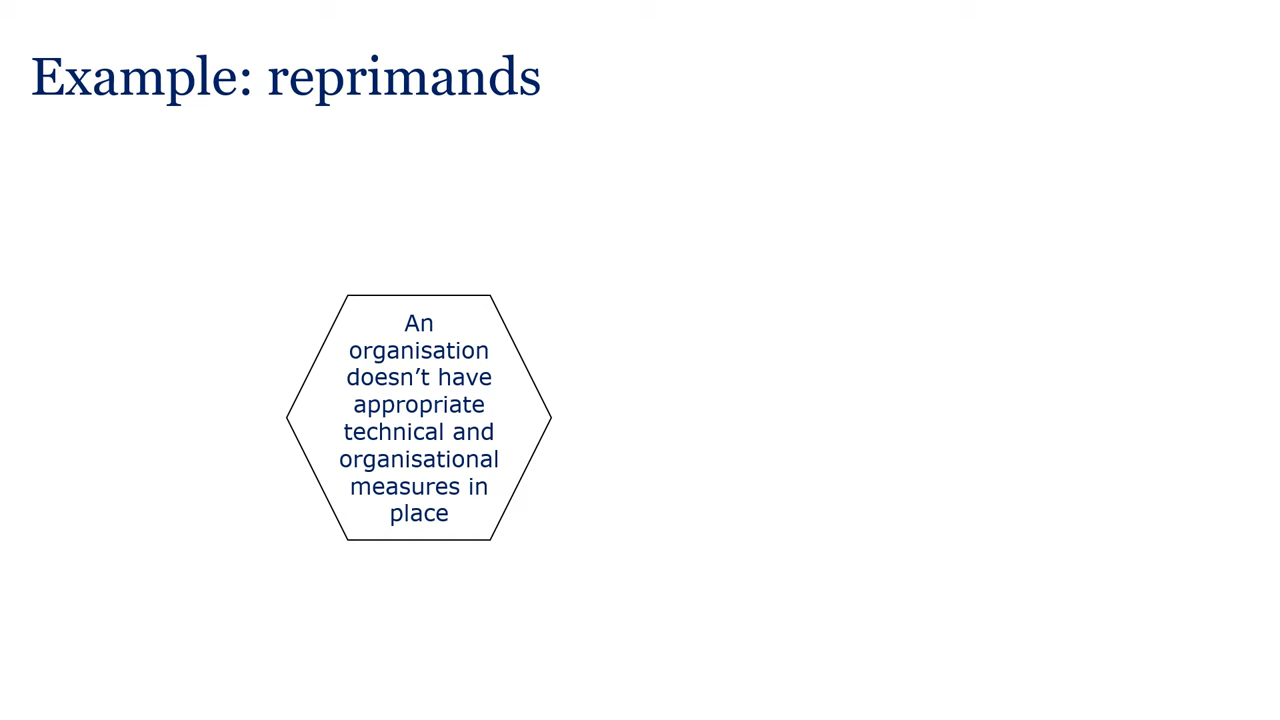 Example: reprimands
An
organisation
doesn’t have
appropriate
technical and
organisational
measures in
place